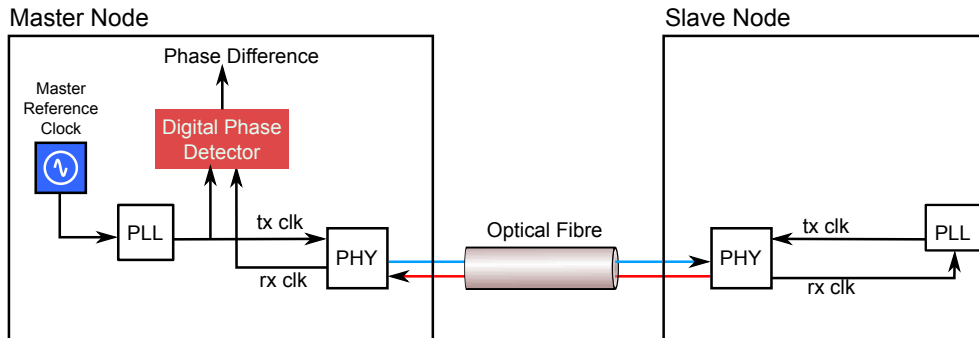 Master Node
Slave Node
Phase Difference
Master
Reference
Clock
Digital Phase
Detector
PLL
tx clk
rx clk
PHY
Optical Fibre
PHY
tx clk
rx clk
PLL